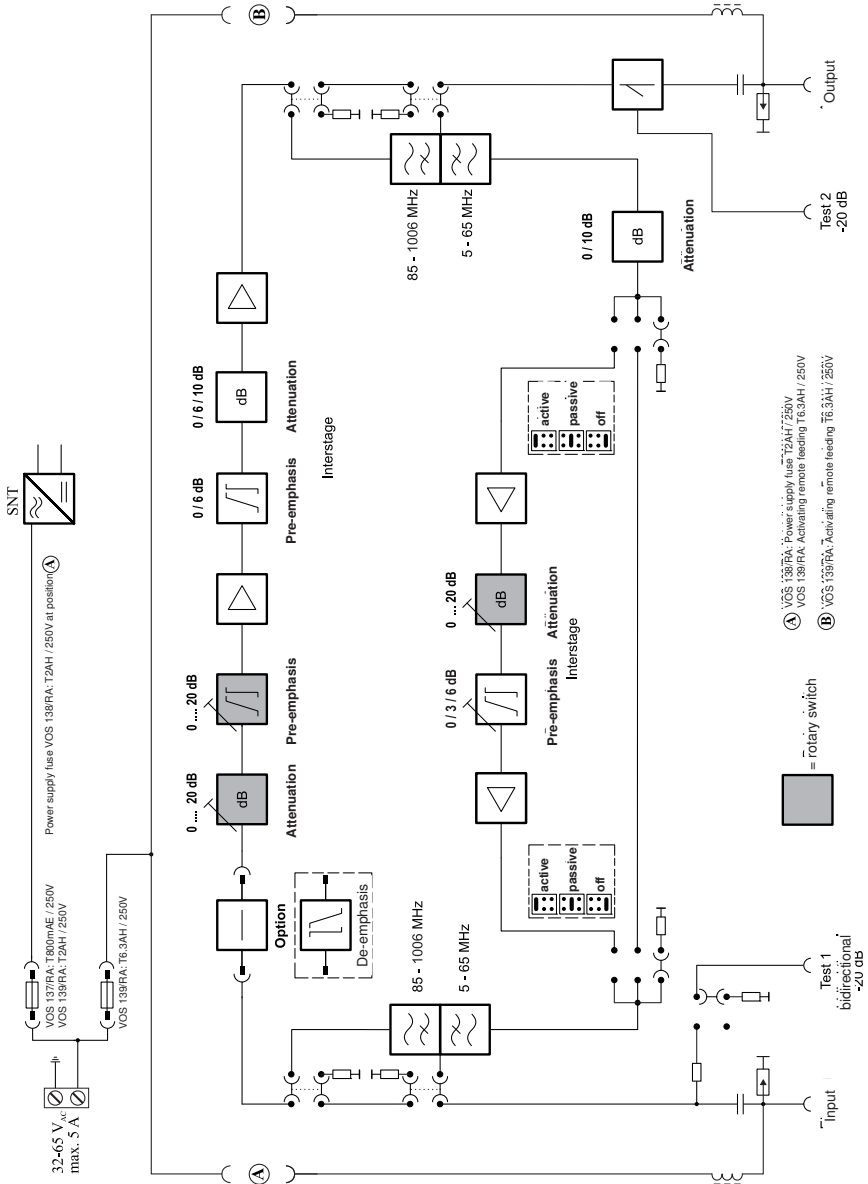 32-65 V AC
max. 5 A
VOS 137/RA: T800mAE / 250V
VOS 139/RA: T2AH / 250V
VOS 139/RA: T6.3AH / 250V
Power supply fuse VOS 138/RA: T2AH / 250V at position A
SNT
A
B
Option
De-emphasis
0 .... 20 dB
dB
Attenuation
0 .... 20 dB
Pre-emphasis
0 / 6 dB
Pre-emphasis
0 / 6 / 10 dB
dB
Attenuation
Interstage
85 - 1006 MHz
5 - 65 MHz
85 - 1006 MHz
5 - 65 MHz
active
passive
off
0 / 3 / 6 dB
Pre-emphasis
0 ... 20 dB
dB
Attenuation
Interstage
active
passive
off
0 / 10 dB
dB
Attenuation
Input
Test 1
bidirectional
-20 dB
= rotary switch
A VOS 138/RA: Power supply fuse T2AH / 250V
VOS 139/RA: Activating remote feeding T6.3AH / 250V
B
VOS 139/RA: Activating remote feeding T6.3AH / 250V
Test 2
-20 dB
Output